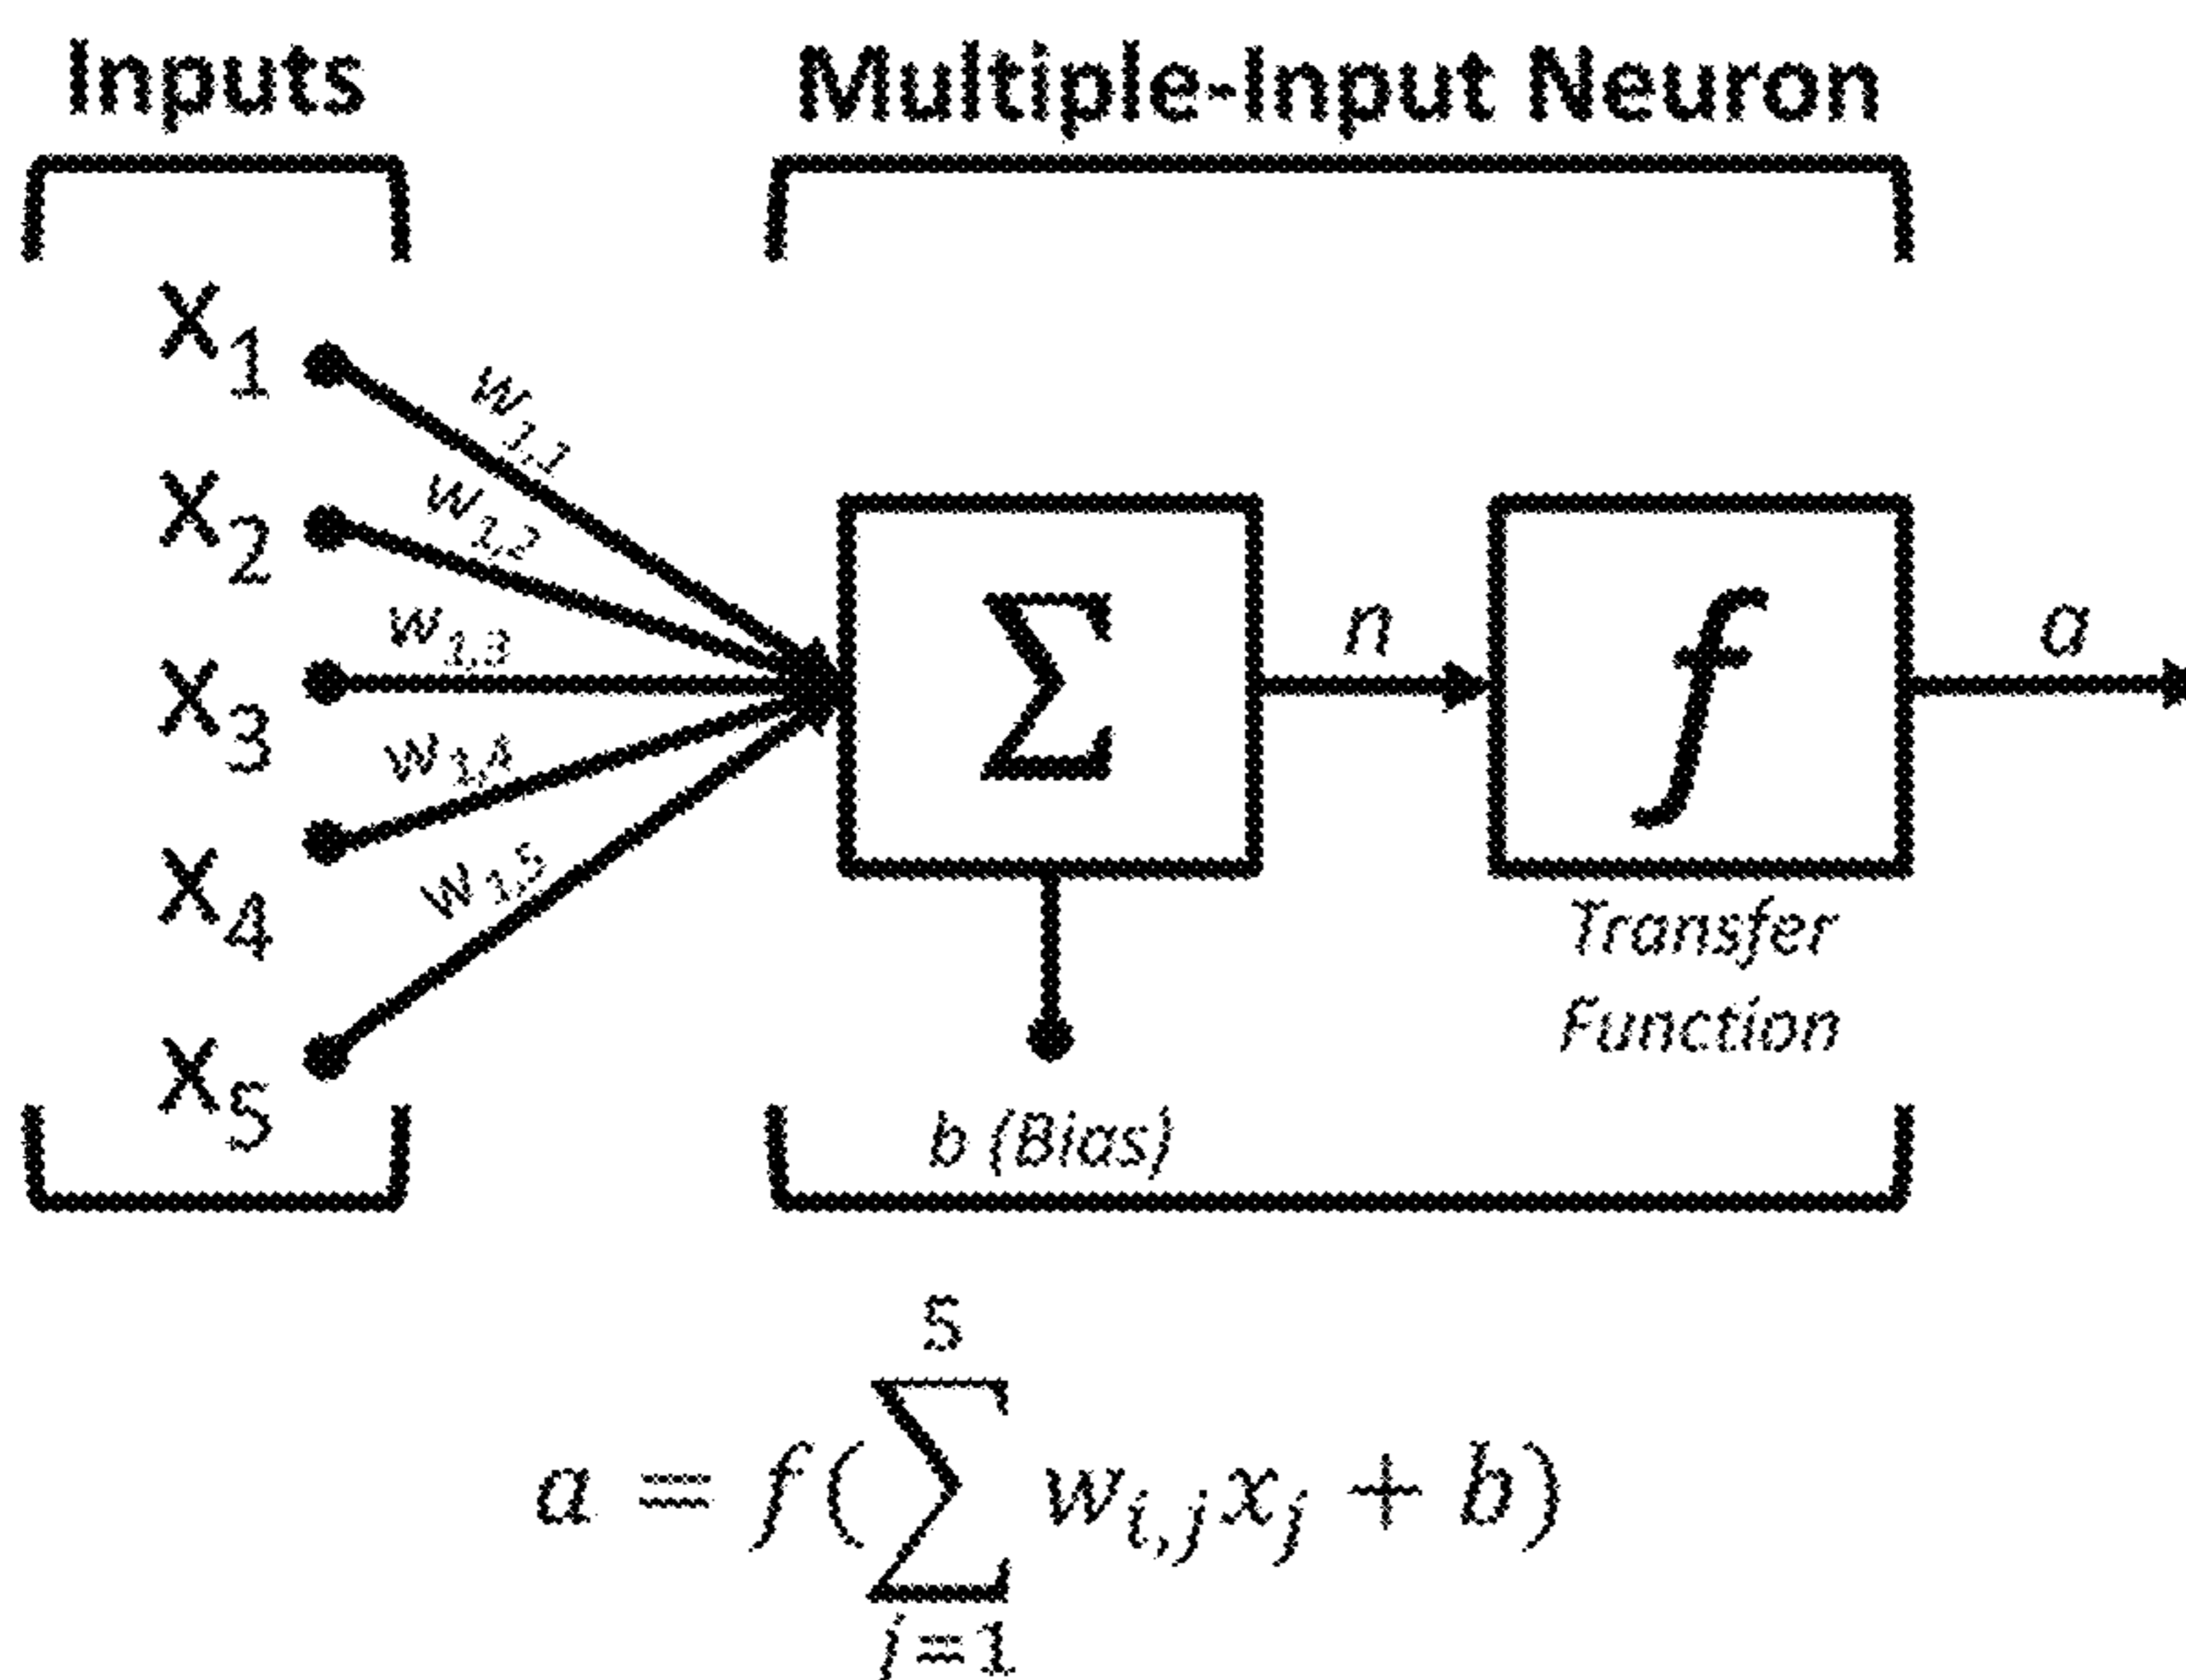 Inputs
Multiple-Input Neuron
X1
X2
X3
X4
X5
w1,1
w1,2
w1,3
w1,4
w1,5
Σ
n
f
a
Transfer
Function
b (Bias)
5
a = f(∑ wi,jxj + b)
j=1